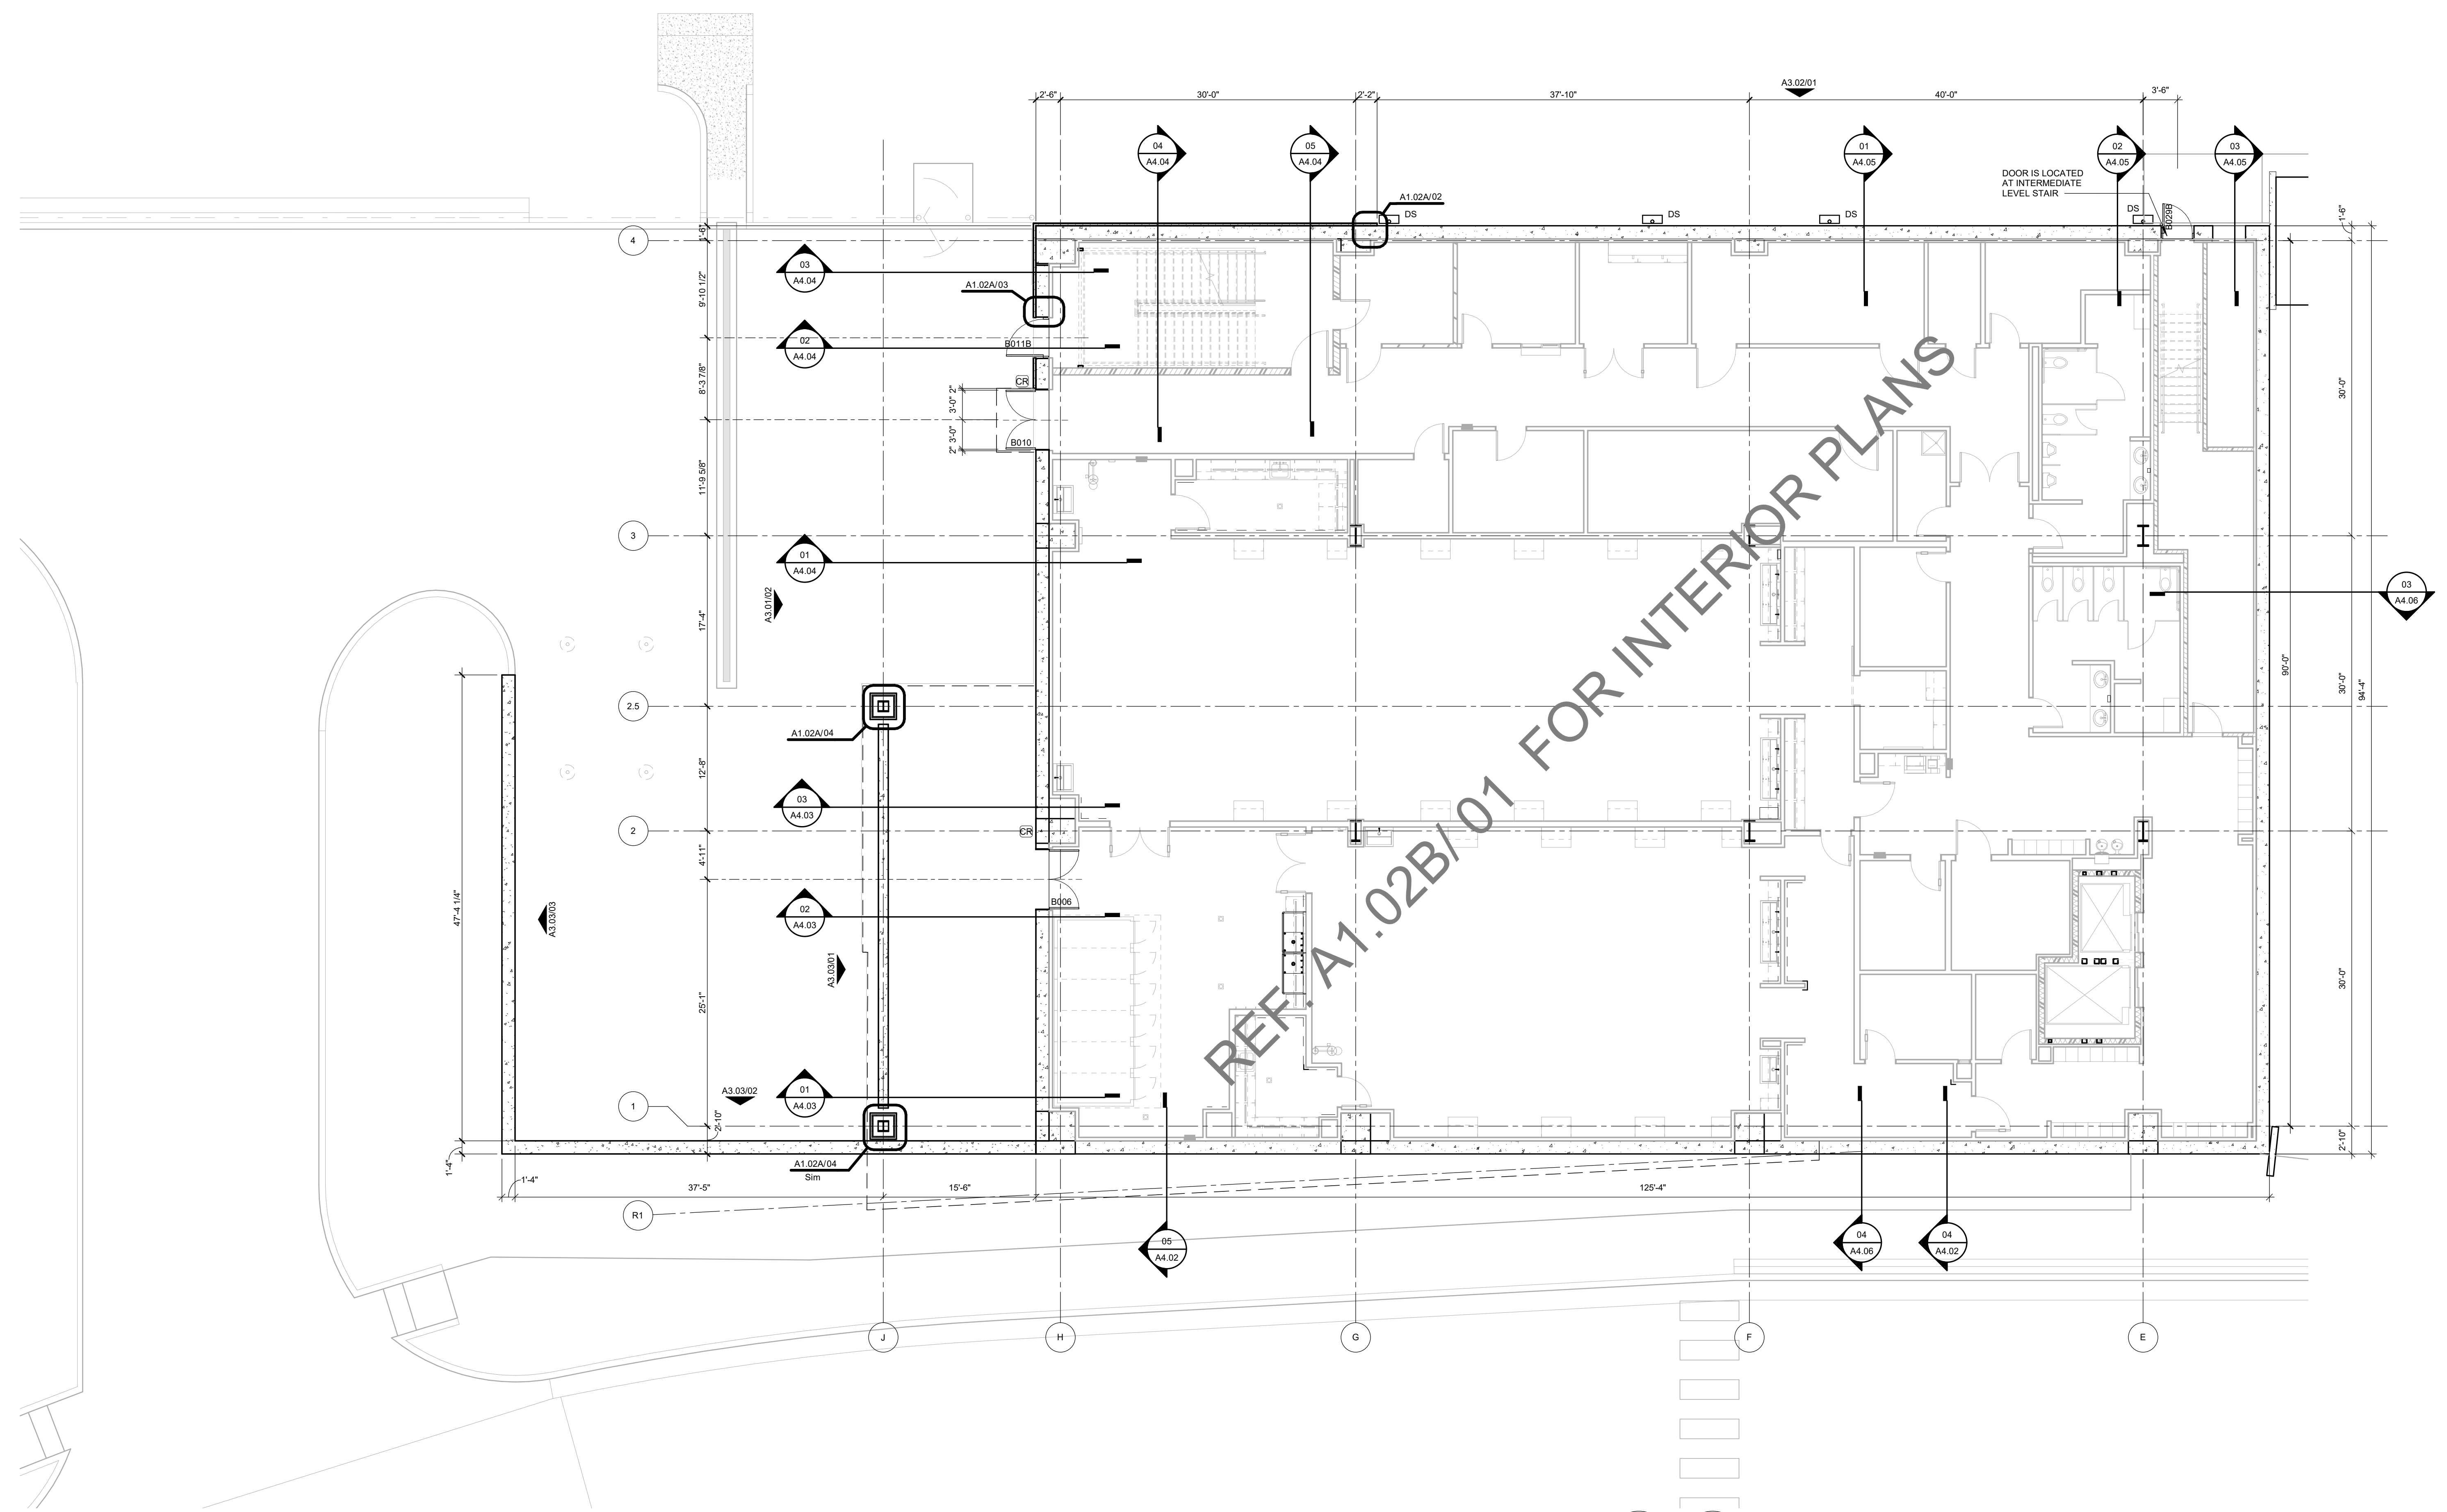 A3.02/01
2'-6"
30'-0"
2'-2"
37'-10"
40'-0"
3'-6"
04
A4.04
05
A4.04
01
A4.05
02
A4.05
03
A4.05
DOOR IS LOCATED
AT INTERMEDIATE
LEVEL STAIR
A1.02A/02
DS
DS
DS
DS
B029B
1'-6"
1'-6"
4
03
A4.04
A1.02A/03
9'-10 1/2"
02
A4.04
B011B
8'-3 7/8"
CR
2"
3'-0"
3'-0"
2"
B010
30'-0"
11'-9 5/8"
3
01
A4.04
A3.01/02
17'-4"
03
A4.06
90'-0"
30'-0"
94'-4"
2.5
A1.02A/04
12'-8"
03
A4.03
2
CR
4'-11"
B006
02
A4.03
47'-4 1/4"
A3.03/03
A3.03/01
REF. A1.02B/ 01 FOR INTERIOR PLANS
25'-1"
30'-0"
A3.03/02
01
A4.03
1
2'-10"
2'-10"
A1.02A/04
Sim
1'-4"
1'-4"
37'-5"
15'-6"
125'-4"
R1
05
A4.02
04
A4.06
04
A4.02
J
H
G
F
E